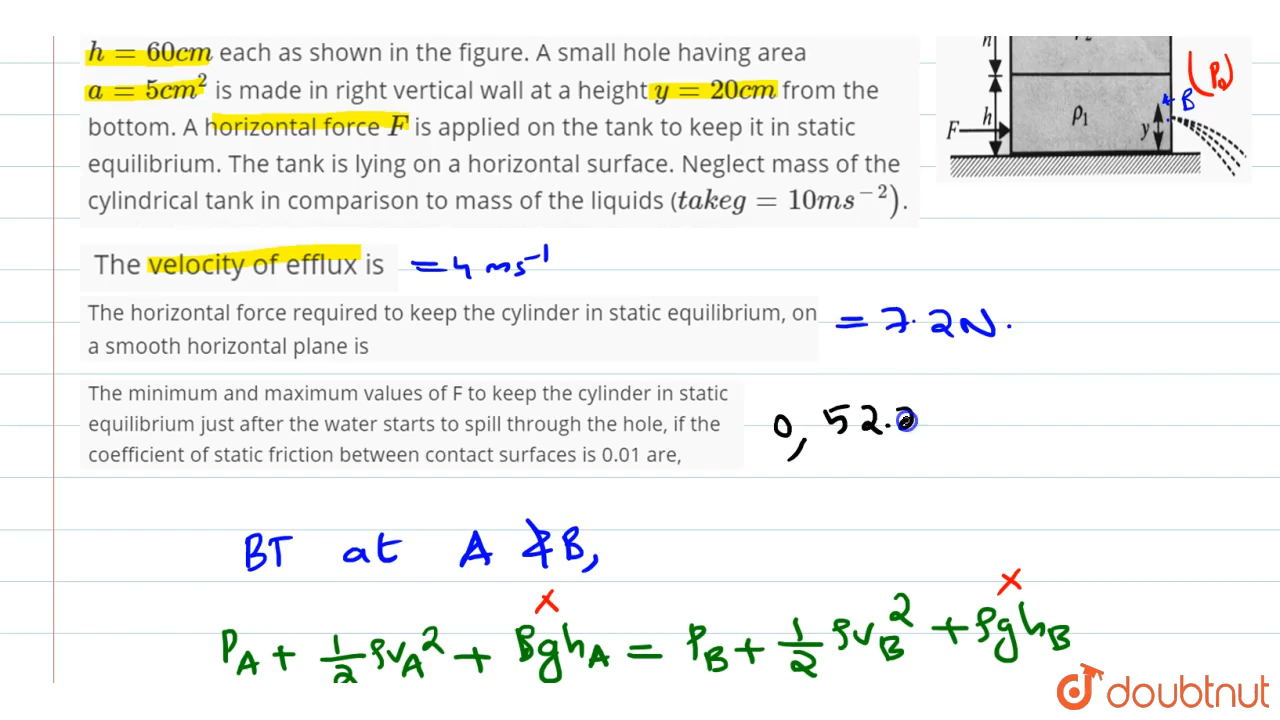 h = 60cm each as shown in the figure. A small hole having area
a = 5cm² is made in right vertical wall at a height y = 20cm from the
bottom. A horizontal force F is applied on the tank to keep it in static
equilibrium. The tank is lying on a horizontal surface. Neglect mass of the
cylindrical tank in comparison to mass of the liquids (takeg = 10ms⁻²).
h
ρ₁
F
y
B
(P₀)
The velocity of efflux is = 4 ms⁻¹
The horizontal force required to keep the cylinder in static equilibrium, on
a smooth horizontal plane is
= 7.2N.
The minimum and maximum values of F to keep the cylinder in static
equilibrium just after the water starts to spill through the hole, if the
coefficient of static friction between contact surfaces is 0.01 are,
0, 52.2
BT at A & B,
x x
P_A + 1/2 ρv_A² + ρgh_A = P_B + 1/2 ρv_B² + ρgh_B
doubtnut